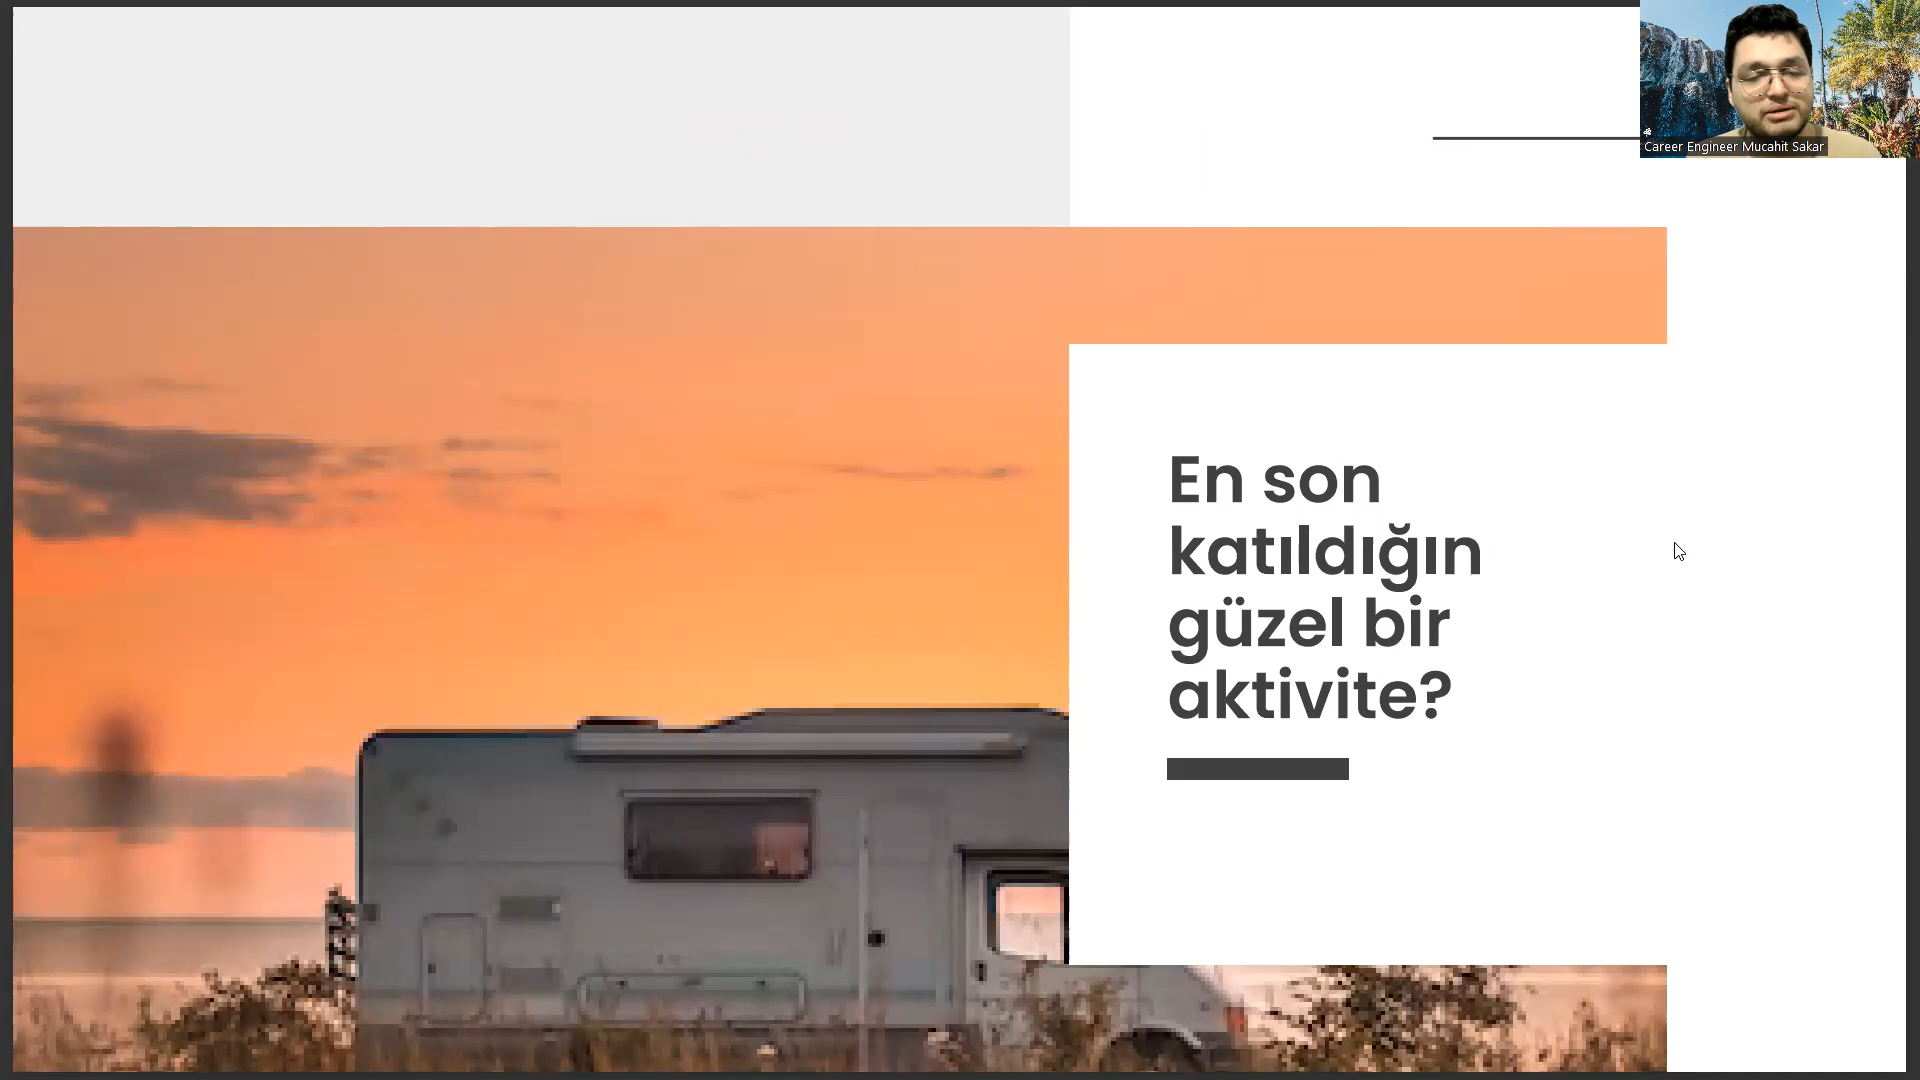 Career Engineer Mucahit Sakar
En son
katıldığın
güzel bir
aktivite?